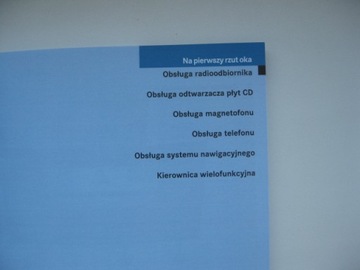 Na pierwszy rzut oka
Obsługa radioodbiornika
Obsługa odtwarzacza płyt CD
Obsługa magnetofonu
Obsługa telefonu
Obsługa systemu nawigacyjnego
Kierownica wielofunkcyjna